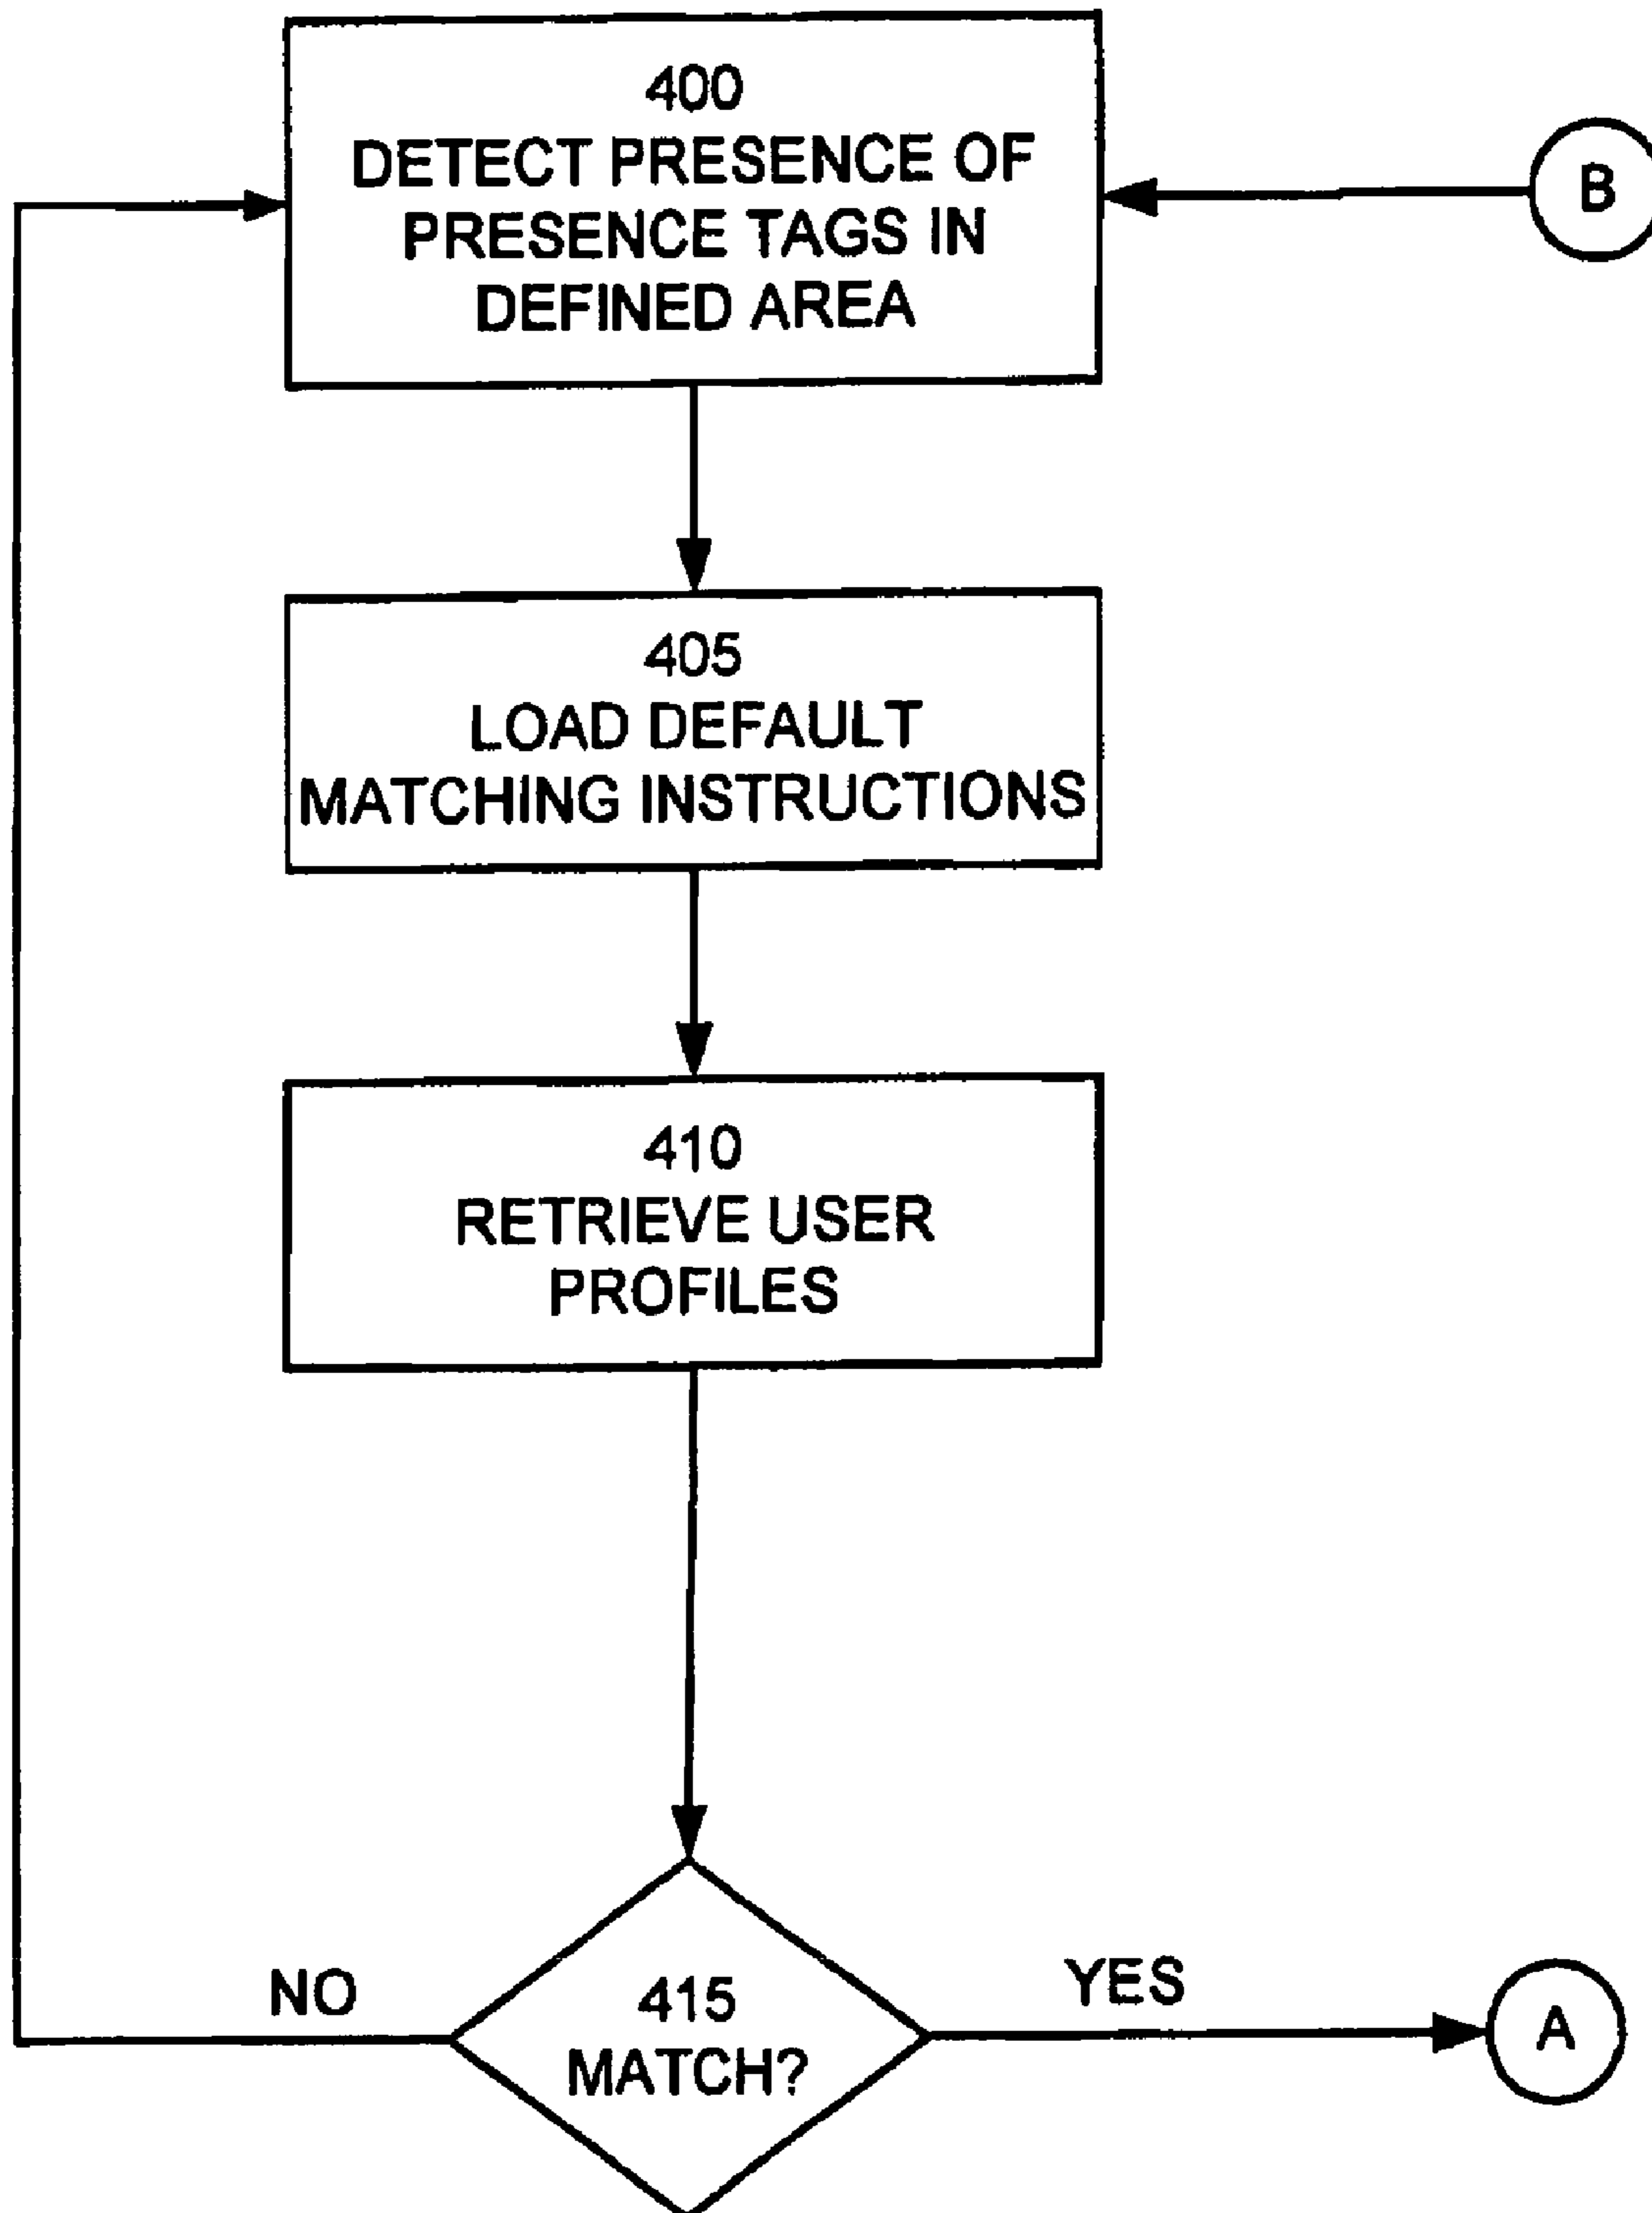 400
DETECT PRESENCE OF
PRESENCE TAGS IN
DEFINED AREA
B
405
LOAD DEFAULT
MATCHING INSTRUCTIONS
410
RETRIEVE USER
PROFILES
NO
415
MATCH?
YES
A